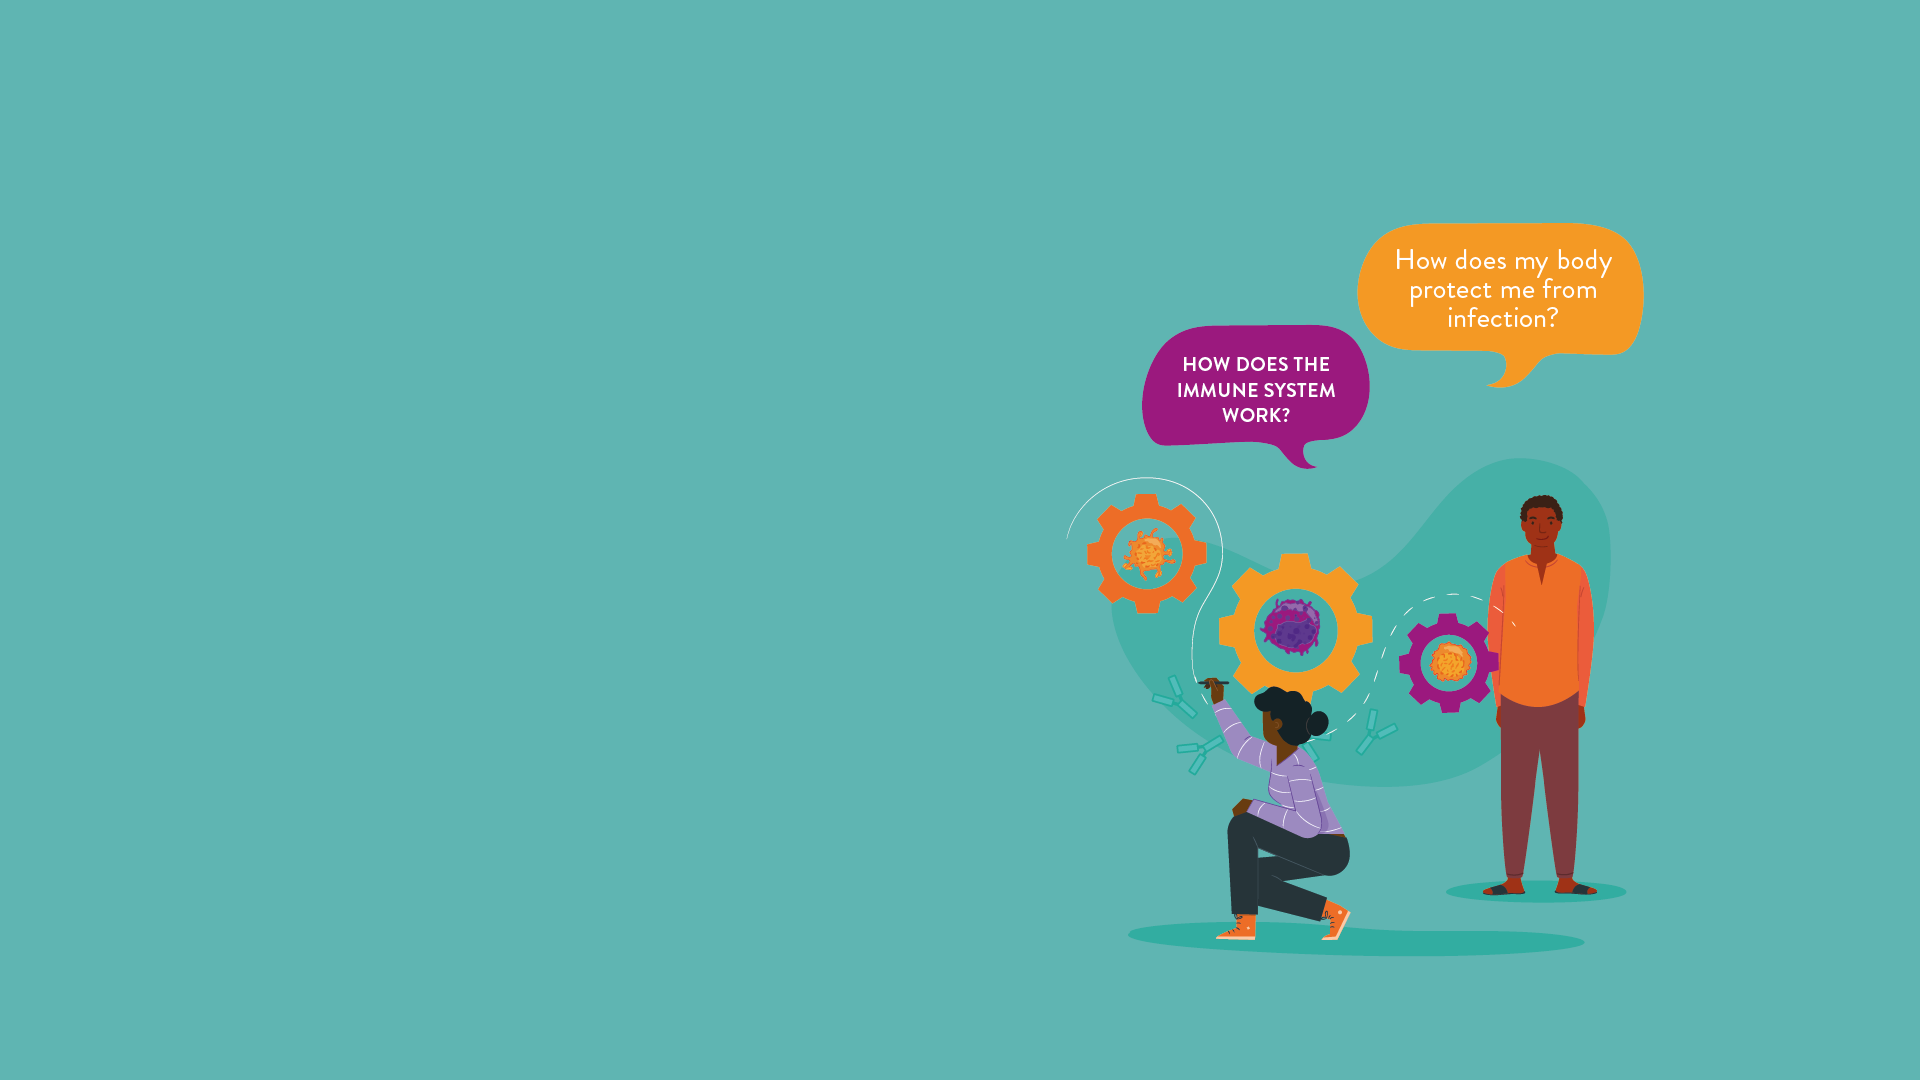 How does my body
protect me from
infection?
HOW DOES THE
IMMUNE SYSTEM
WORK?